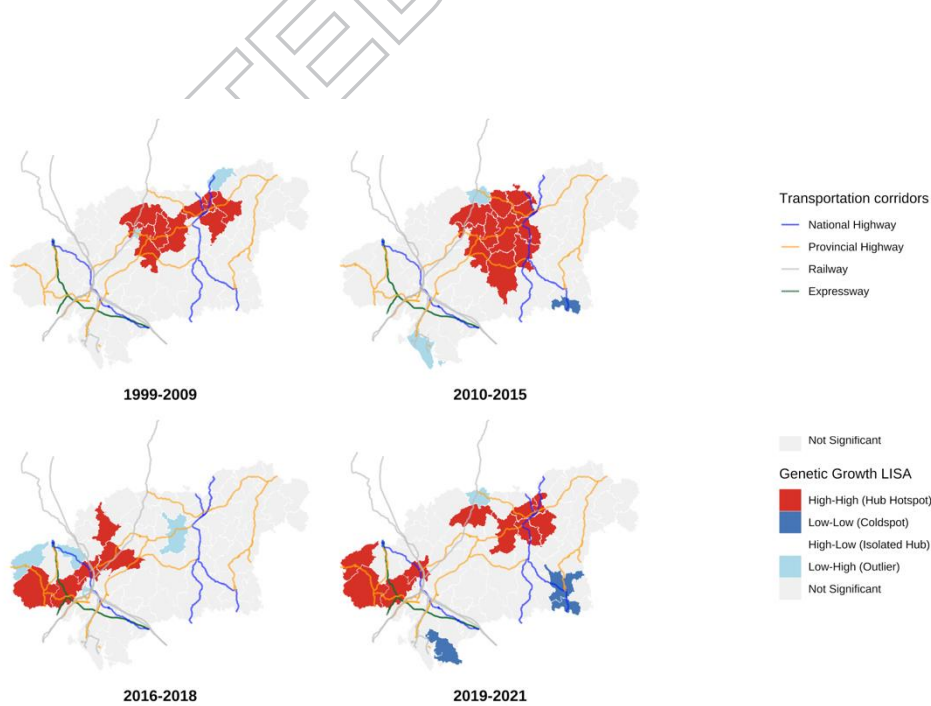 TED
1999-2009
2010-2015
2016-2018
2019-2021
Transportation corridors
National Highway
Provincial Highway
Railway
Expressway
Not Significant
Genetic Growth LISA
High-High (Hub Hotspot)
Low-Low (Coldspot)
High-Low (Isolated Hub)
Low-High (Outlier)
Not Significant